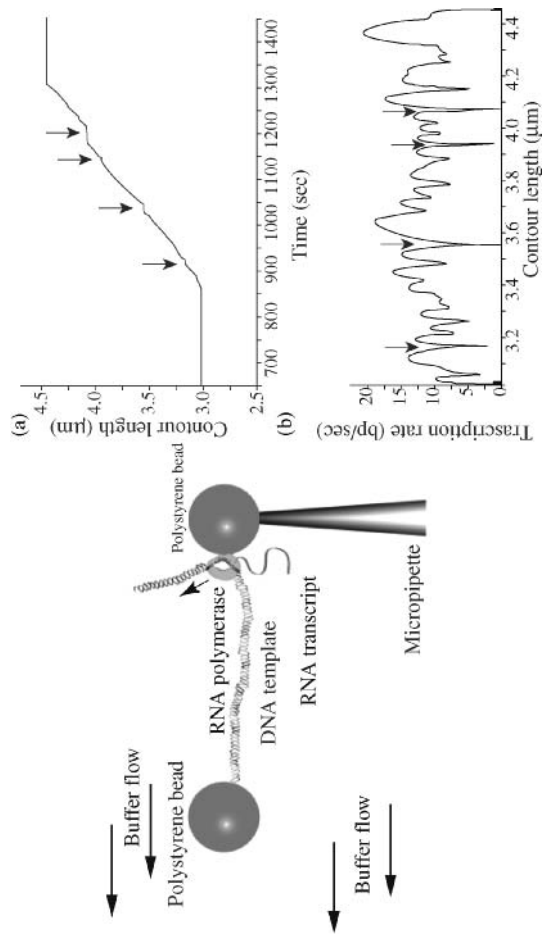 Buffer flow
Polystyrene bead
RNA polymerase
DNA template
RNA transcript
Polystyrene bead
Micropipette
Buffer flow
(a)
Contour length (μm)
4.5
4.0
3.5
3.0
2.5
700 800 900 1000 1100 1200 1300 1400
Time (sec)
(b)
Trascription rate (bp/sec)
20
15
10
5
0
3.2 3.4 3.6 3.8 4.0 4.2 4.4
Contour length (μm)